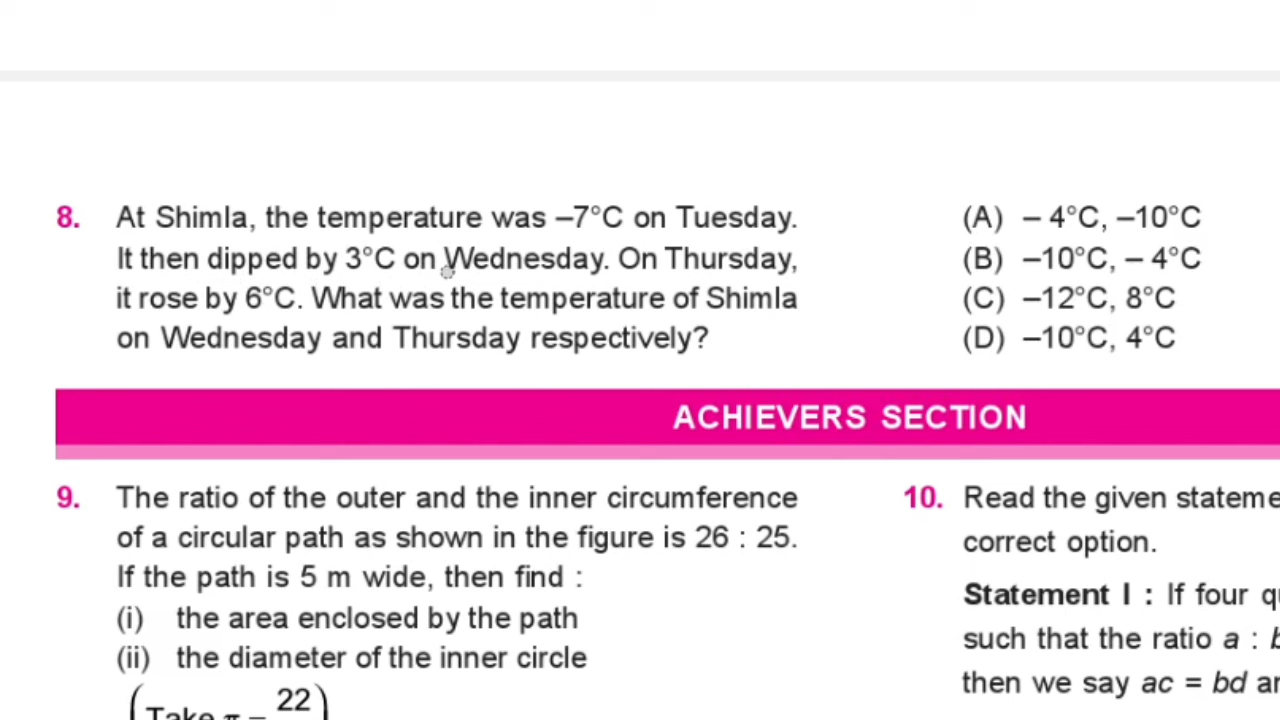 8. At Shimla, the temperature was –7°C on Tuesday.
It then dipped by 3°C on Wednesday. On Thursday,
it rose by 6°C. What was the temperature of Shimla
on Wednesday and Thursday respectively?
(A) – 4°C, –10°C
(B) –10°C, – 4°C
(C) –12°C, 8°C
(D) –10°C, 4°C
ACHIEVERS SECTION
9. The ratio of the outer and the inner circumference
of a circular path as shown in the figure is 26 : 25.
If the path is 5 m wide, then find :
(i) the area enclosed by the path
(ii) the diameter of the inner circle
(Take π = 22)
10. Read the given stateme
correct option.
Statement I : If four q
such that the ratio a : b
then we say ac = bd an